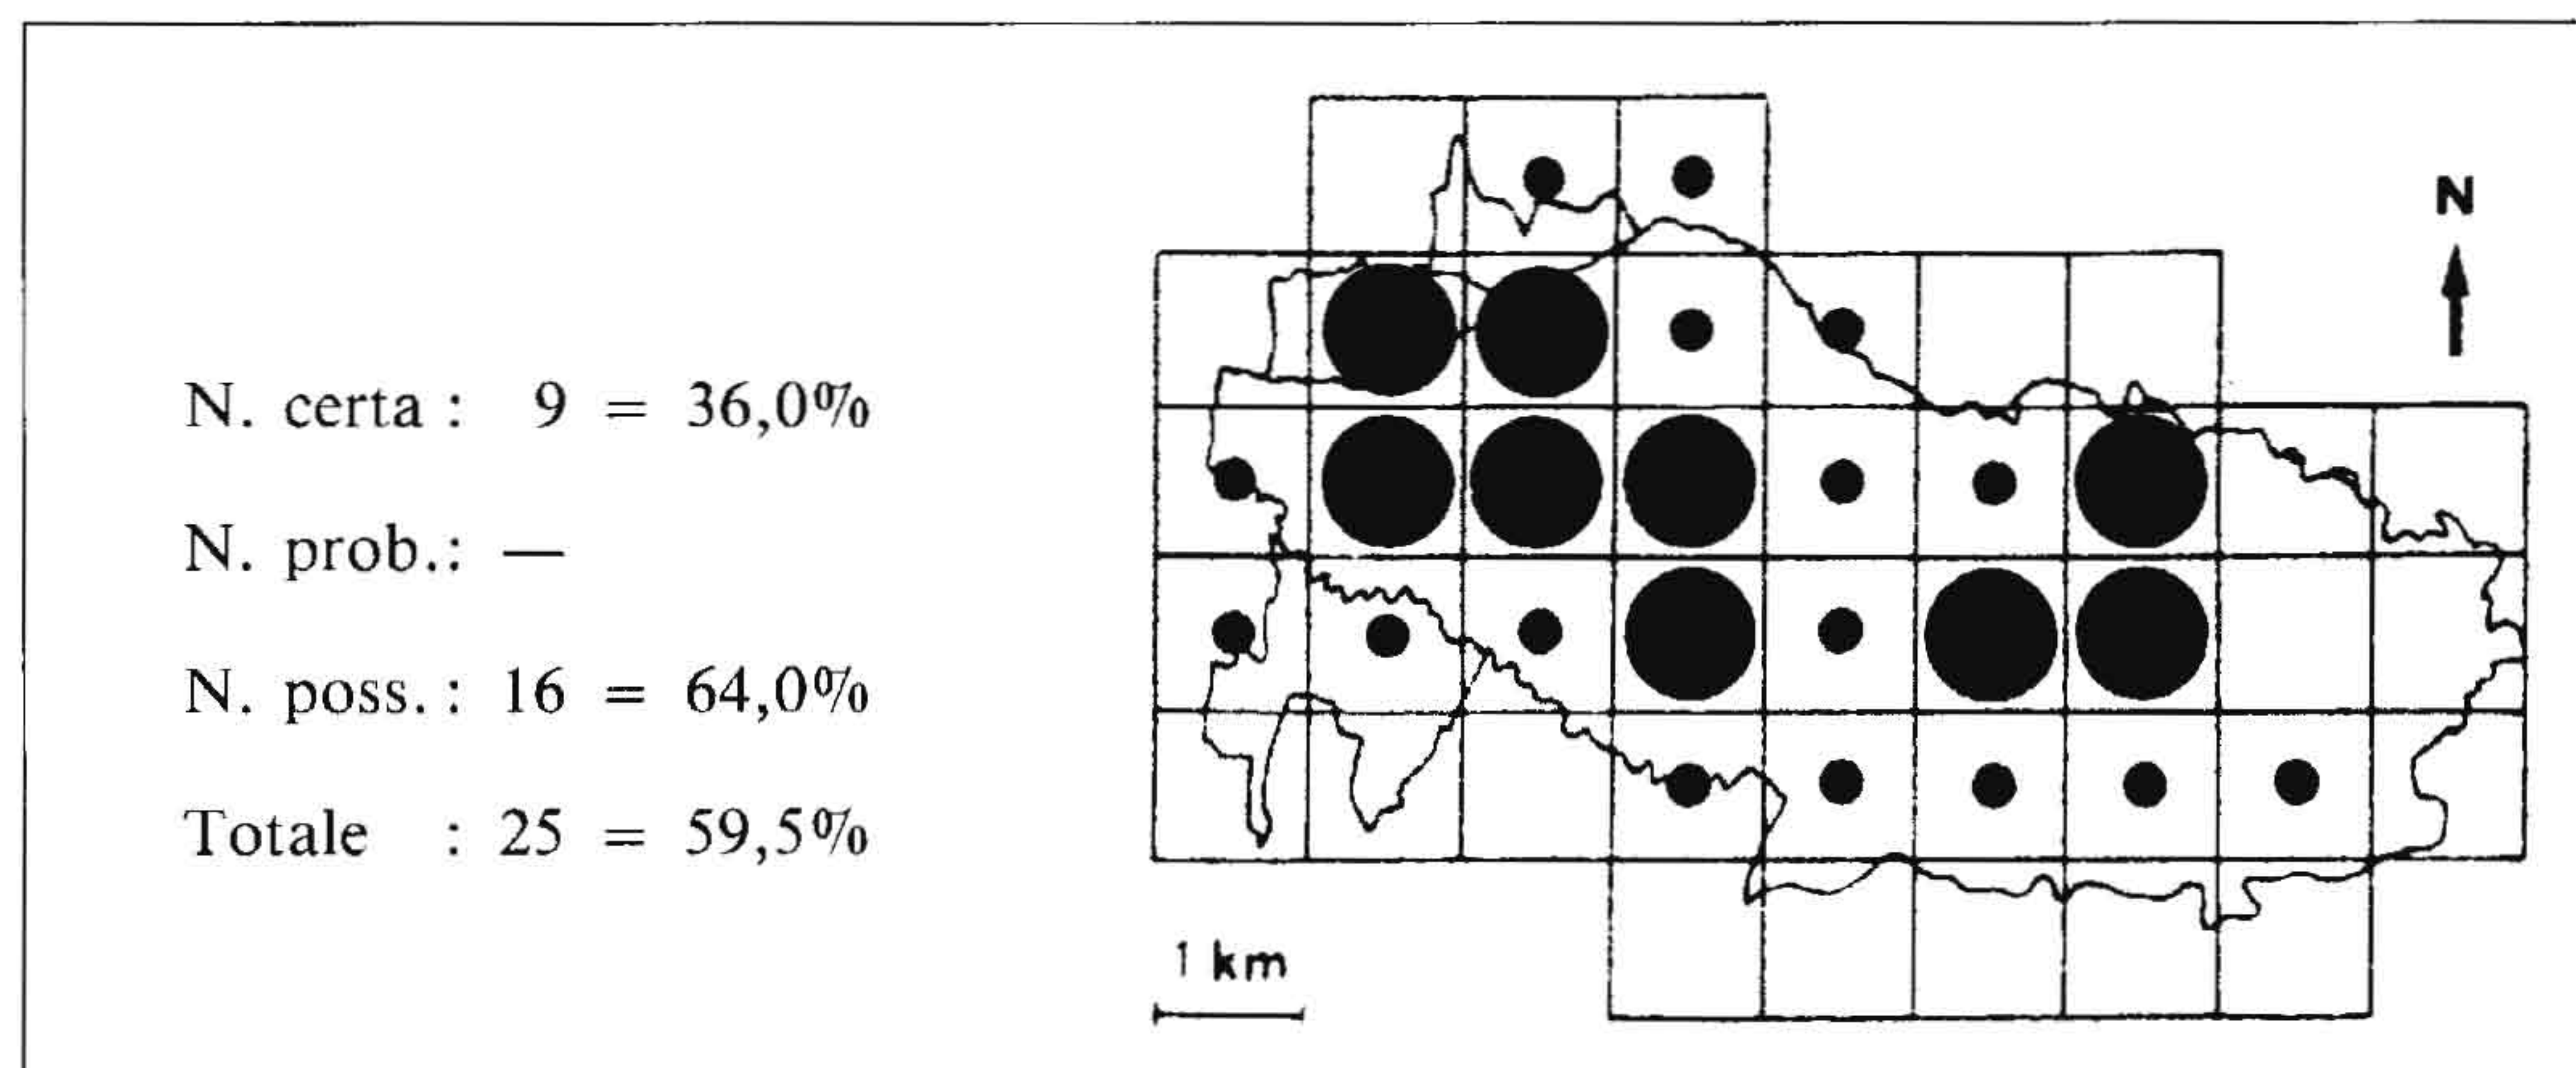 N. certa : 9 = 36,0%
N. prob.: —
N. poss. : 16 = 64,0%
Totale : 25 = 59,5%
N
1 km